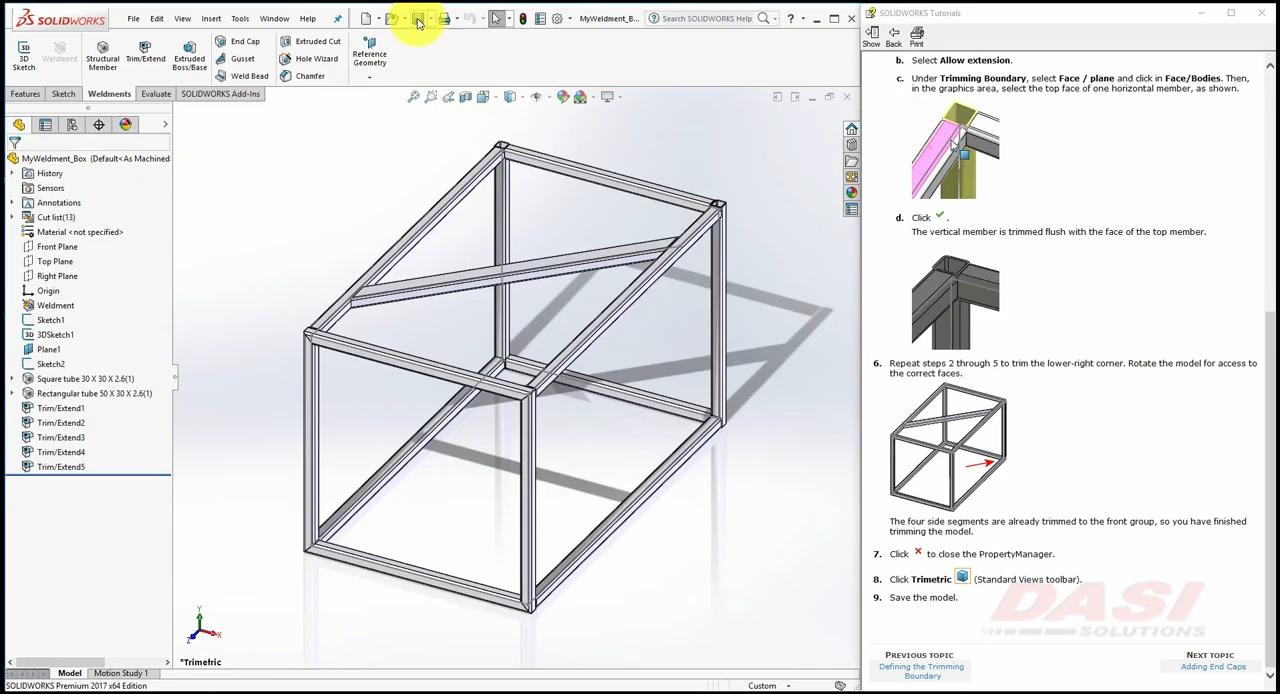 SOLIDWORKS
File
Edit
View
Insert
Tools
Window
Help
MyWeldment_B...
Search SOLIDWORKS Help
?
SOLIDWORKS Tutorials
3D
Sketch
Weldment
Structural
Member
Trim/Extend
Extruded
Boss/Base
End Cap
Gusset
Weld Bead
Extruded Cut
Hole Wizard
Chamfer
Reference
Geometry
Features
Sketch
Weldments
Evaluate
SOLIDWORKS Add-Ins
MyWeldment_Box (Default<As Machined
History
Sensors
Annotations
Cut list(13)
Material <not specified>
Front Plane
Top Plane
Right Plane
Origin
Weldment
Sketch1
3DSketch1
Plane1
Sketch2
Square tube 30 X 30 X 2.6(1)
Rectangular tube 50 X 30 X 2.6(1)
Trim/Extend1
Trim/Extend2
Trim/Extend3
Trim/Extend4
Trim/Extend5
Y
X
Z
*Trimetric
Model
Motion Study 1
SOLIDWORKS Premium 2017 x64 Edition
Custom
Show
Back
Print
b. Select Allow extension.
c. Under Trimming Boundary, select Face / plane and click in Face/Bodies. Then,
in the graphics area, select the top face of one horizontal member, as shown.
d. Click .
The vertical member is trimmed flush with the face of the top member.
6. Repeat steps 2 through 5 to trim the lower-right corner. Rotate the model for access to
the correct faces.
The four side segments are already trimmed to the front group, so you have finished
trimming the model.
7. Click to close the PropertyManager.
8. Click Trimetric (Standard Views toolbar).
9. Save the model.
DASI
SOLUTIONS
PREVIOUS TOPIC
Defining the Trimming
Boundary
NEXT TOPIC
Adding End Caps